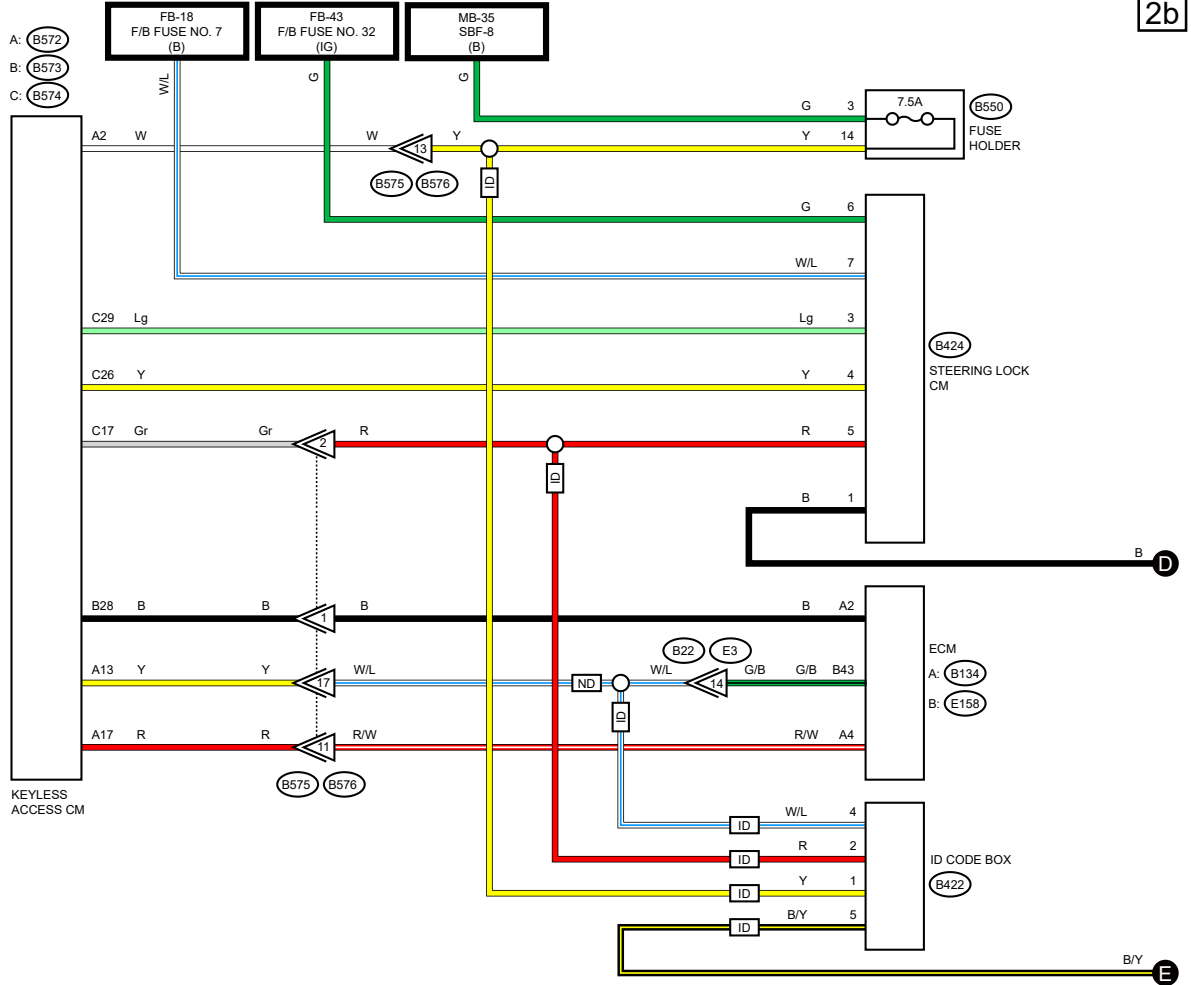 2b
FB-18
F/B FUSE NO. 7
(B)
FB-43
F/B FUSE NO. 32
(IG)
MB-35
SBF-8
(B)
A: B572
B: B573
C: B574
W/L
G
G
G 3
7.5A
B550
FUSE
HOLDER
A2 W
W
13
Y
Y 14
B575 B576
ID
G 6
W/L 7
C29 Lg
Lg 3
B424
STEERING LOCK
CM
C26 Y
Y 4
C17 Gr
Gr
2
R
R 5
ID
B 1
B
D
B28 B
B
1
B
B A2
ECM
A: B134
B: E158
B22 E3
A13 Y
Y
17
W/L
ND
W/L
14
G/B
G/B B43
ID
A17 R
R
11
R/W
R/W A4
B575 B576
KEYLESS
ACCESS CM
ID
W/L 4
ID
R 2
ID CODE BOX
B422
ID
Y 1
ID
B/Y 5
B/Y
E